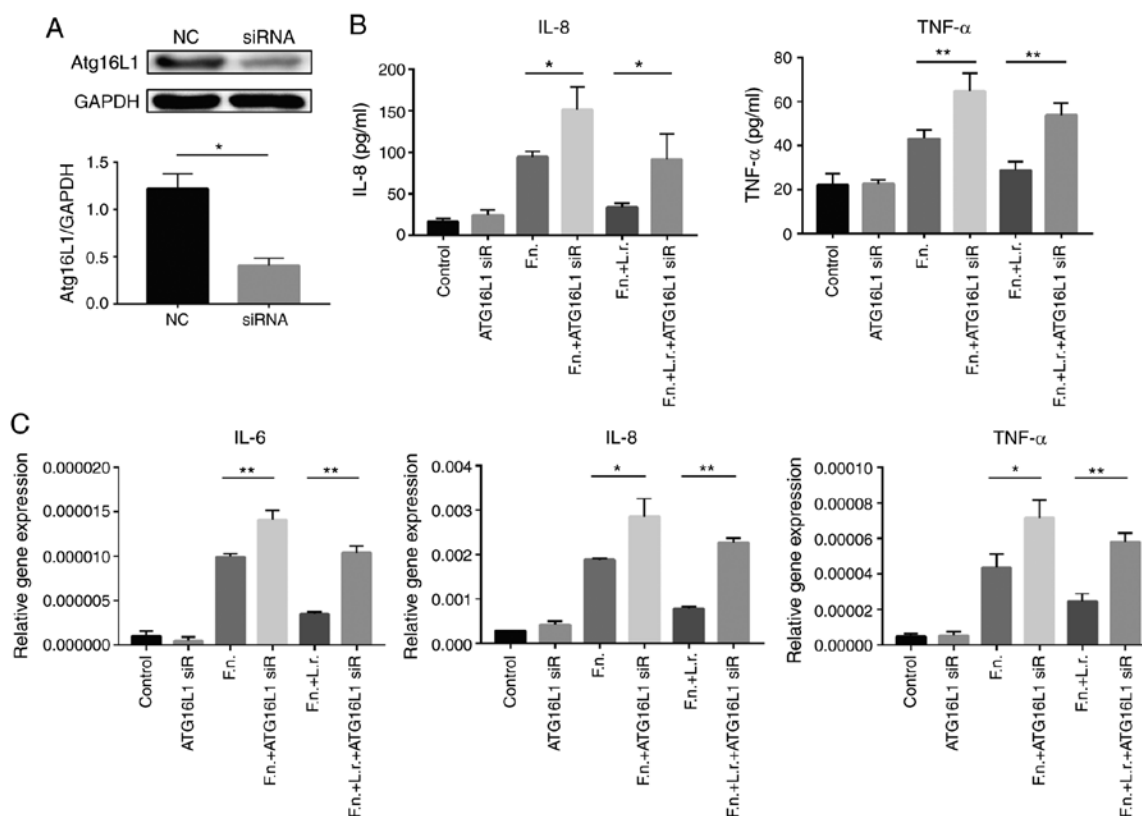 A
NC siRNA
Atg16L1
GAPDH
*
Atg16L1/GAPDH
1.5
1.0
0.5
0.0
NC siRNA
B
IL-8
IL-8 (pg/ml)
200
150
100
50
0
* *
Control
ATG16L1 siR
F.n.
F.n.+ATG16L1 siR
F.n.+L.r.
F.n.+L.r.+ATG16L1 siR
TNF-α
TNF-α (pg/ml)
80
60
40
20
0
** **
Control
ATG16L1 siR
F.n.
F.n.+ATG16L1 siR
F.n.+L.r.
F.n.+L.r.+ATG16L1 siR
C
IL-6
Relative gene expression
0.000020
0.000015
0.000010
0.000005
0.000000
** **
Control
ATG16L1 siR
F.n.
F.n.+ATG16L1 siR
F.n.+L.r.
F.n.+L.r.+ATG16L1 siR
IL-8
Relative gene expression
0.004
0.003
0.002
0.001
0.000
* **
Control
ATG16L1 siR
F.n.
F.n.+ATG16L1 siR
F.n.+L.r.
F.n.+L.r.+ATG16L1 siR
TNF-α
Relative gene expression
0.00010
0.00008
0.00006
0.00004
0.00002
0.00000
* **
Control
ATG16L1 siR
F.n.
F.n.+ATG16L1 siR
F.n.+L.r.
F.n.+L.r.+ATG16L1 siR